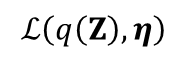 ℒ(q(𝐙), 𝜼)